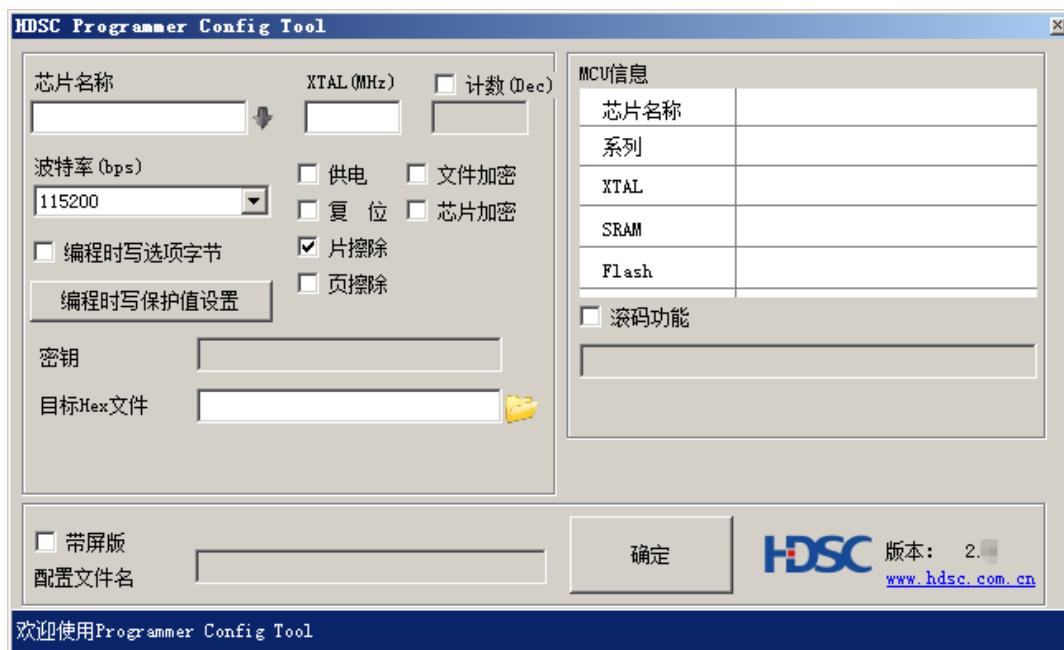 HDSC Programmer Config Tool
芯片名称
XTAL(MHz)
计数(Dec)
波特率(bps)
115200
供电
文件加密
复 位
芯片加密
编程时写选项字节
片擦除
页擦除
编程时写保护值设置
密钥
目标Hex文件
MCU信息
芯片名称
系列
XTAL
SRAM
Flash
滚码功能
带屏版
配置文件名
确定
HDSC
版本: 2.
www.hdsc.com.cn
欢迎使用Programmer Config Tool